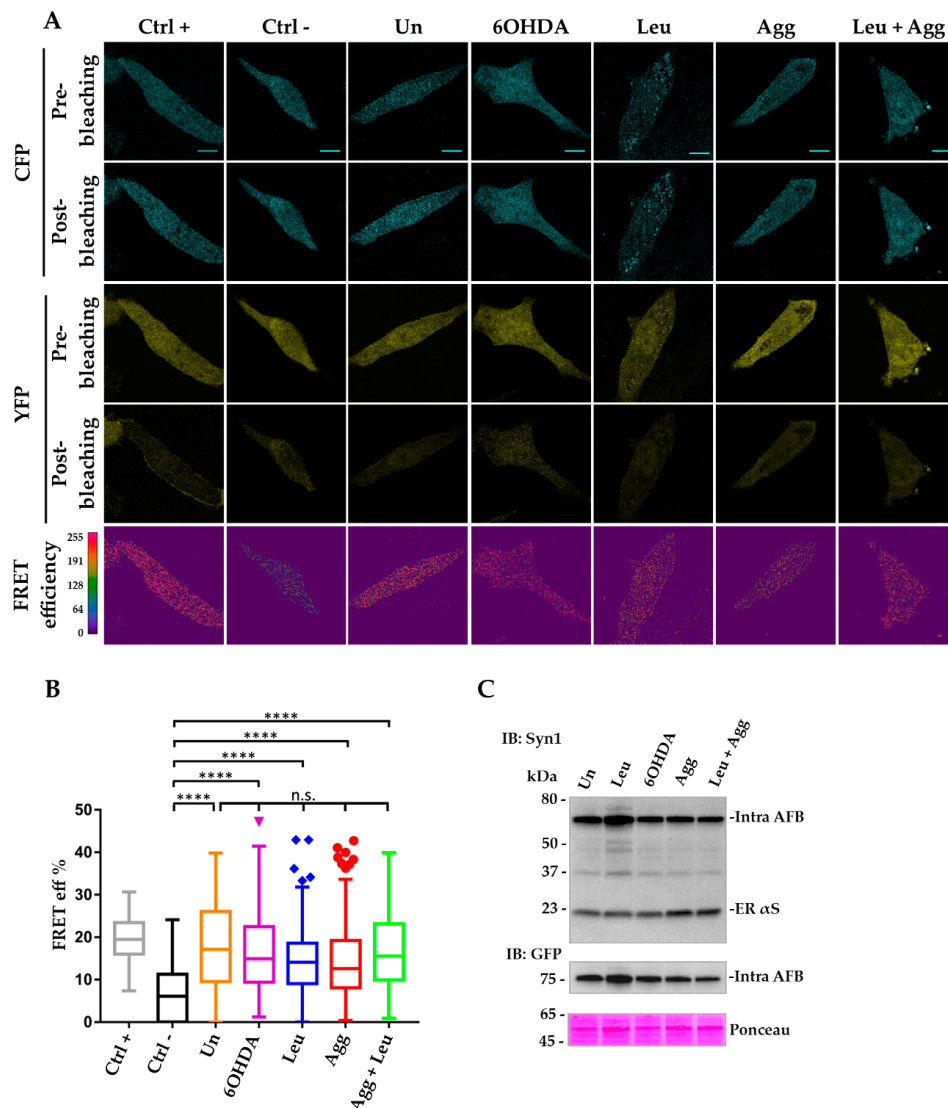 A
Ctrl + Ctrl - Un 6OHDA Leu Agg Leu + Agg
CFP
Pre-
bleaching
Post-
bleaching
YFP
Pre-
bleaching
Post-
bleaching
FRET
efficiency
255
191
128
64
0
B
****
****
****
****
**** n.s.
FRET eff %
50
40
30
20
10
0
Ctrl + Ctrl - Un 6OHDA Leu Agg Agg + Leu
C
IB: Syn1
kDa
Un Leu 6OHDA Agg Leu + Agg
80 -
-Intra AFB
50 -
37 -
23 -
-ER αS
IB: GFP
75 -
-Intra AFB
65 -
Ponceau
45 -